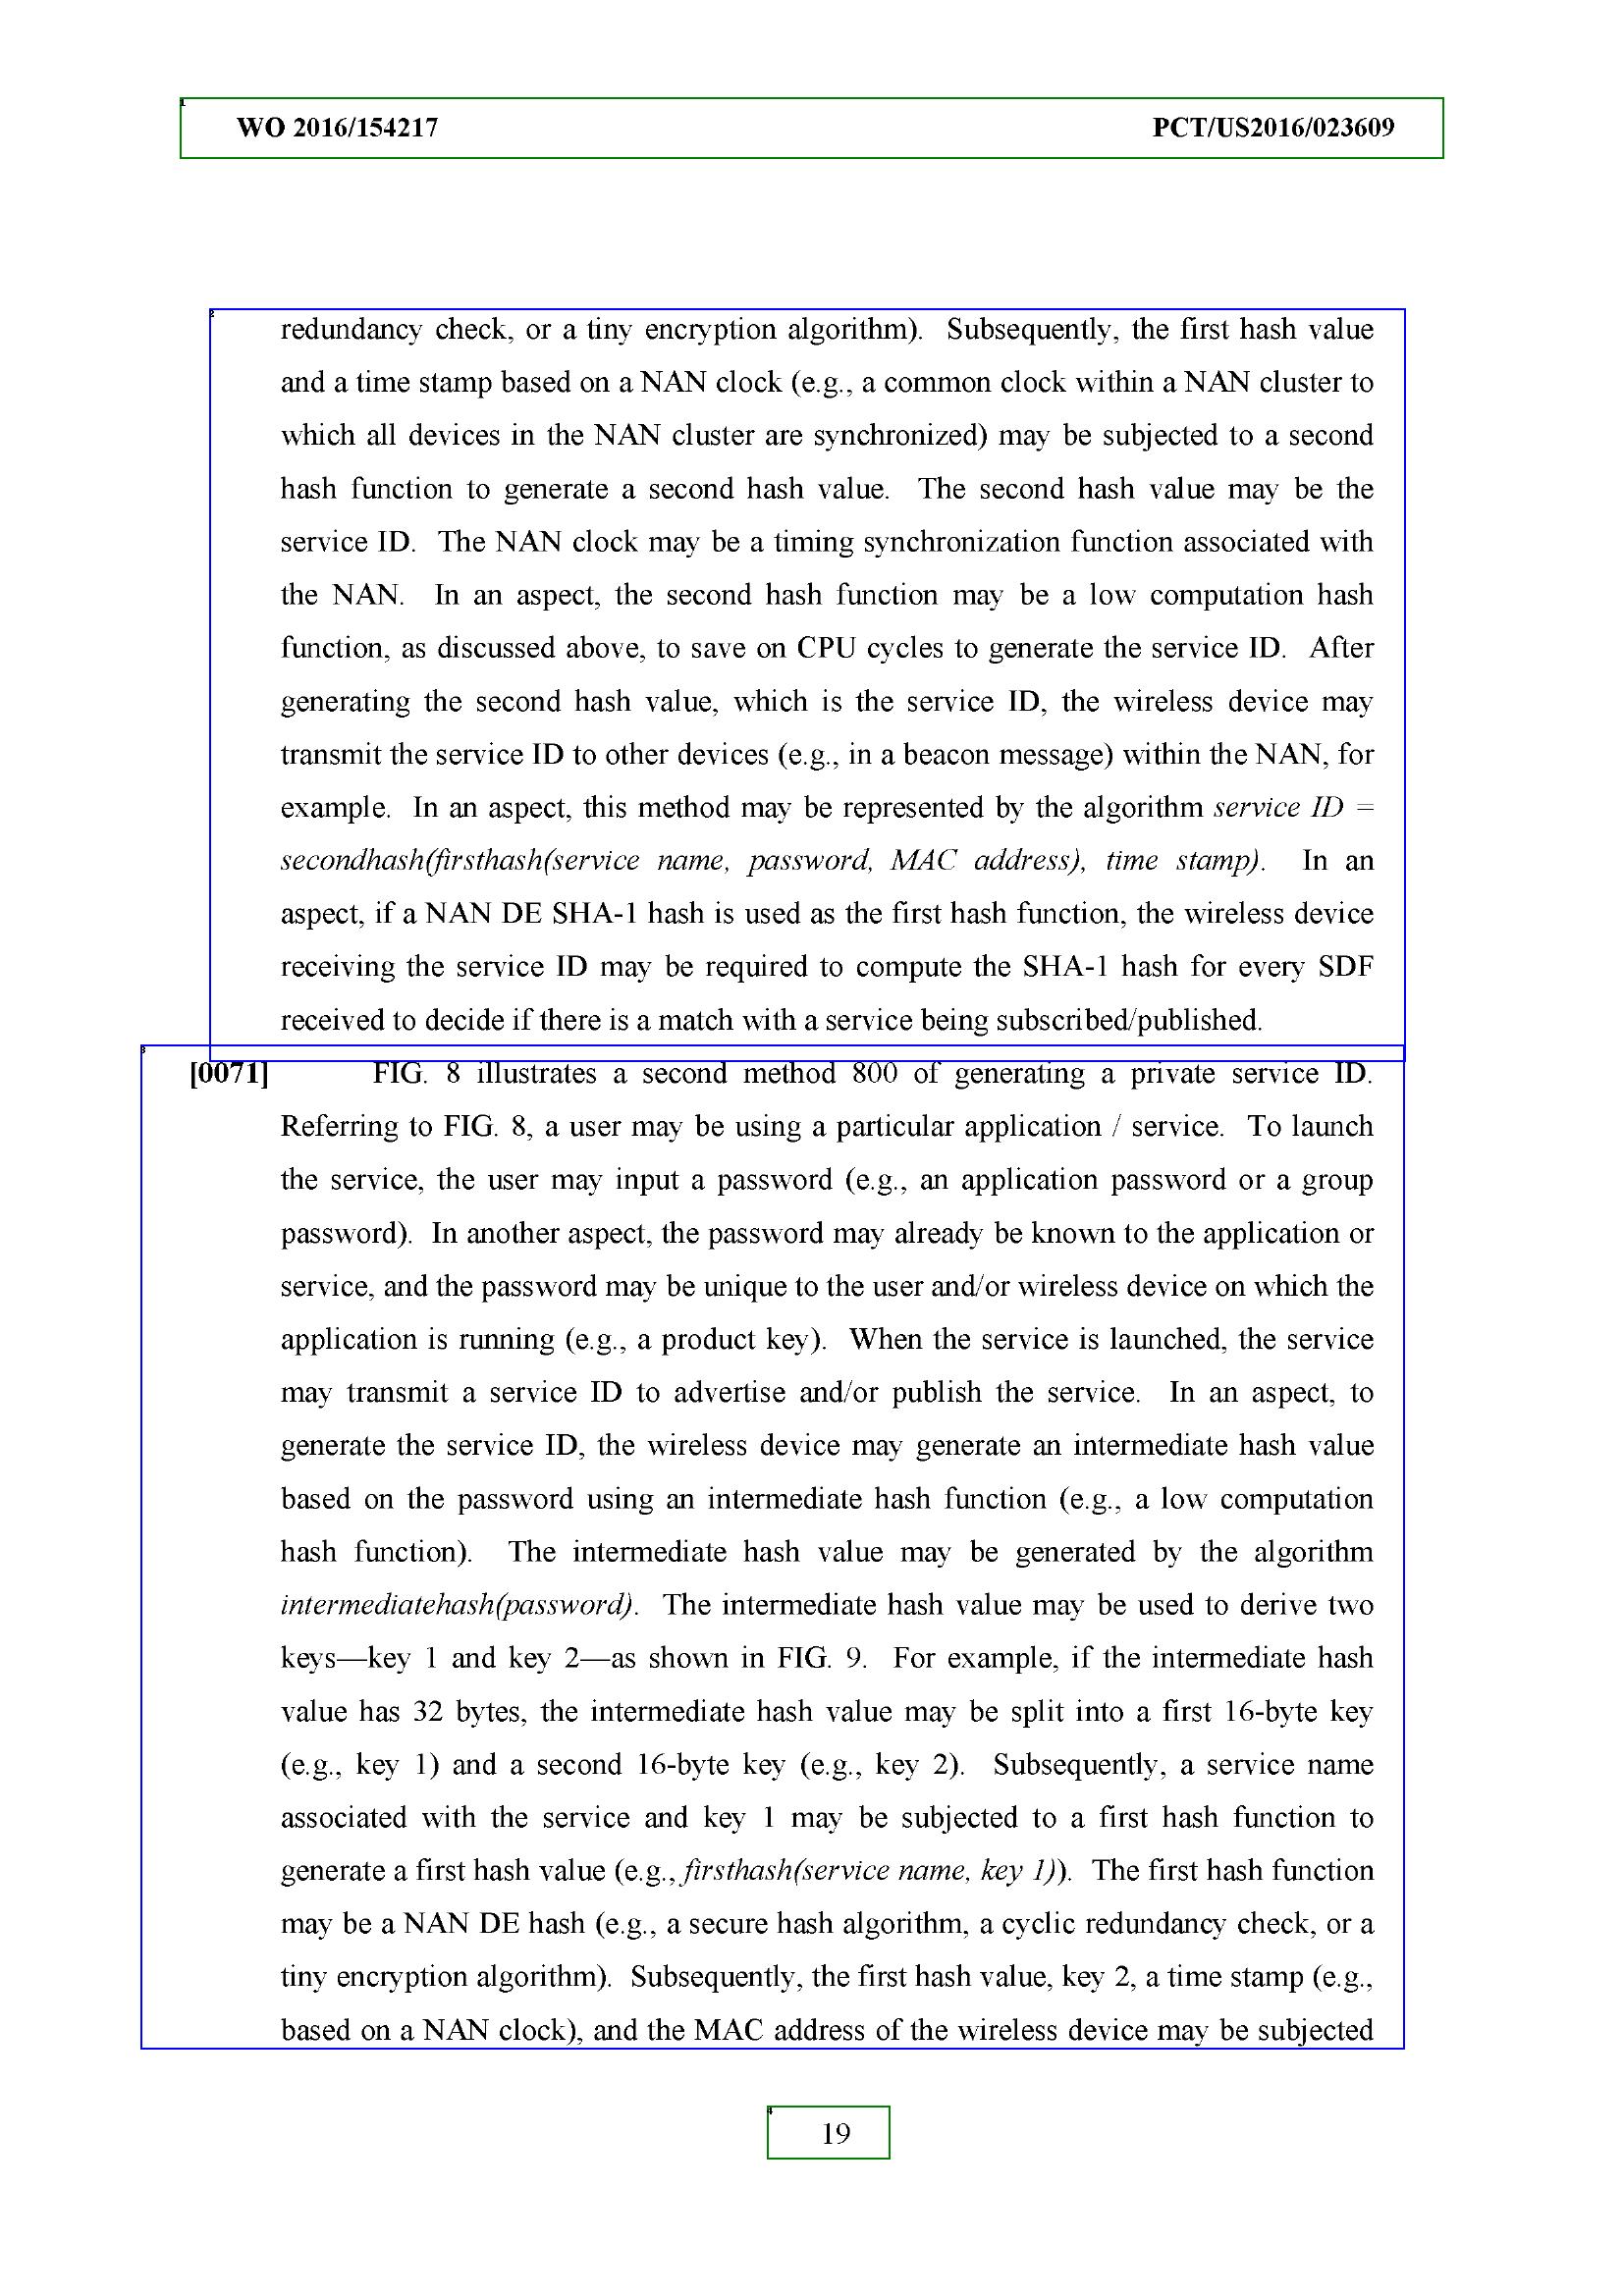 WO 2016/154217 PCT/US2016/023609
redundancy check, or a tiny encryption algorithm). Subsequently, the first hash value
and a time stamp based on a NAN clock (e.g., a common clock within a NAN cluster to
which all devices in the NAN cluster are synchronized) may be subjected to a second
hash function to generate a second hash value. The second hash value may be the
service ID. The NAN clock may be a timing synchronization function associated with
the NAN. In an aspect, the second hash function may be a low computation hash
function, as discussed above, to save on CPU cycles to generate the service ID. After
generating the second hash value, which is the service ID, the wireless device may
transmit the service ID to other devices (e.g., in a beacon message) within the NAN, for
example. In an aspect, this method may be represented by the algorithm service ID =
secondhash(firsthash(service name, password, MAC address), time stamp). In an
aspect, if a NAN DE SHA-1 hash is used as the first hash function, the wireless device
receiving the service ID may be required to compute the SHA-1 hash for every SDF
received to decide if there is a match with a service being subscribed/published.
[0071] FIG. 8 illustrates a second method 800 of generating a private service ID.
Referring to FIG. 8, a user may be using a particular application / service. To launch
the service, the user may input a password (e.g., an application password or a group
password). In another aspect, the password may already be known to the application or
service, and the password may be unique to the user and/or wireless device on which the
application is running (e.g., a product key). When the service is launched, the service
may transmit a service ID to advertise and/or publish the service. In an aspect, to
generate the service ID, the wireless device may generate an intermediate hash value
based on the password using an intermediate hash function (e.g., a low computation
hash function). The intermediate hash value may be generated by the algorithm
intermediatehash(password). The intermediate hash value may be used to derive two
keys—key 1 and key 2—as shown in FIG. 9. For example, if the intermediate hash
value has 32 bytes, the intermediate hash value may be split into a first 16-byte key
(e.g., key 1) and a second 16-byte key (e.g., key 2). Subsequently, a service name
associated with the service and key 1 may be subjected to a first hash function to
generate a first hash value (e.g., firsthash(service name, key 1)). The first hash function
may be a NAN DE hash (e.g., a secure hash algorithm, a cyclic redundancy check, or a
tiny encryption algorithm). Subsequently, the first hash value, key 2, a time stamp (e.g.,
based on a NAN clock), and the MAC address of the wireless device may be subjected
19